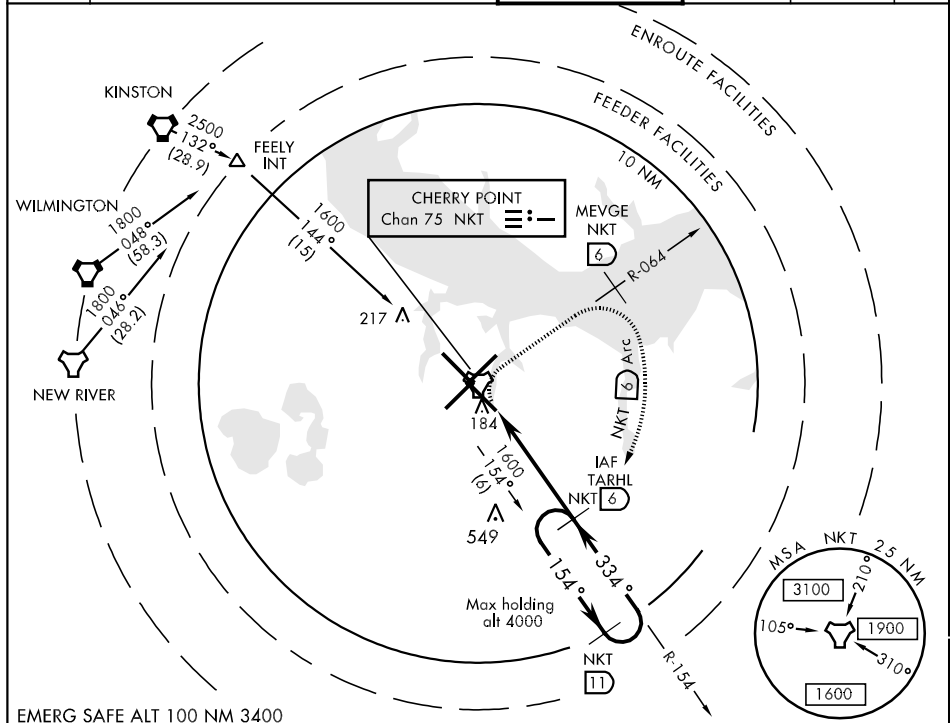 ENROUTE FACILITIES
FEEDER FACILITIES
10 NM
KINSTON
2500
132°
(28.9)
FEELY
INT
WILMINGTON
1800
048°
(58.3)
1800
046°
(28.2)
NEW RIVER
1600
144°
(15)
CHERRY POINT
Chan 75 NKT
MEVGE
NKT
6
R-064
217
184
NKT 6 Arc
1600
154°
(6)
IAF
TARHL
NKT 6
549
154°
334°
Max holding
alt 4000
NKT
11
R-154
MSA NKT 25 NM
3100
210°
105°
1900
310°
1600
EMERG SAFE ALT 100 NM 3400